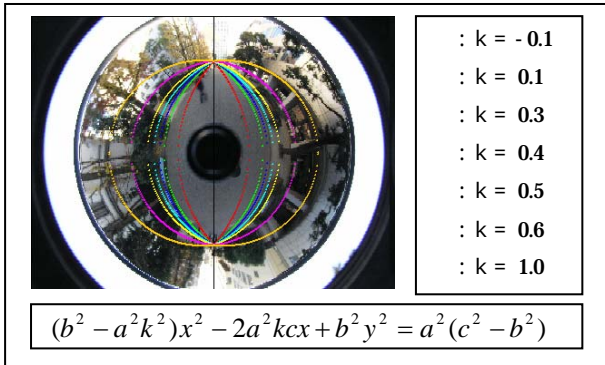 : k = - 0.1
: k = 0.1
: k = 0.3
: k = 0.4
: k = 0.5
: k = 0.6
: k = 1.0
(b² − a²k²)x² − 2a²kcx + b²y² = a²(c² − b²)